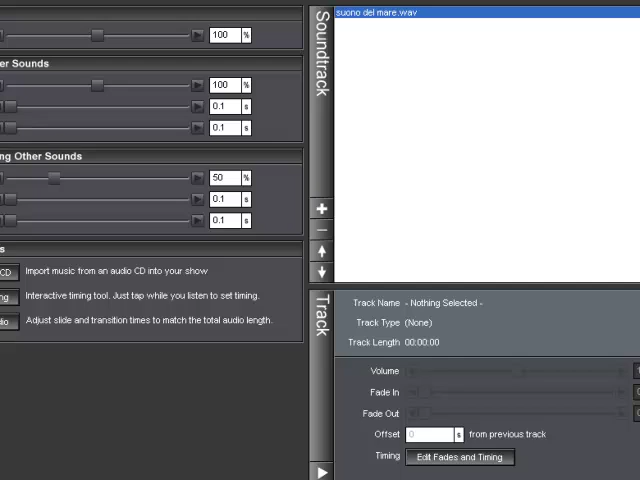 100 %
er Sounds
100 %
0.1 s
0.1 s
ng Other Sounds
50 %
0.1 s
0.1 s
s
CD Import music from an audio CD into your show
ng Interactive timing tool. Just tap while you listen to set timing.
dio Adjust slide and transition times to match the total audio length.
Soundtrack
suono del mare.wav
Track
Track Name - Nothing Selected -
Track Type (None)
Track Length 00:00:00
Volume
Fade In
Fade Out
Offset 0 s from previous track
Timing Edit Fades and Timing